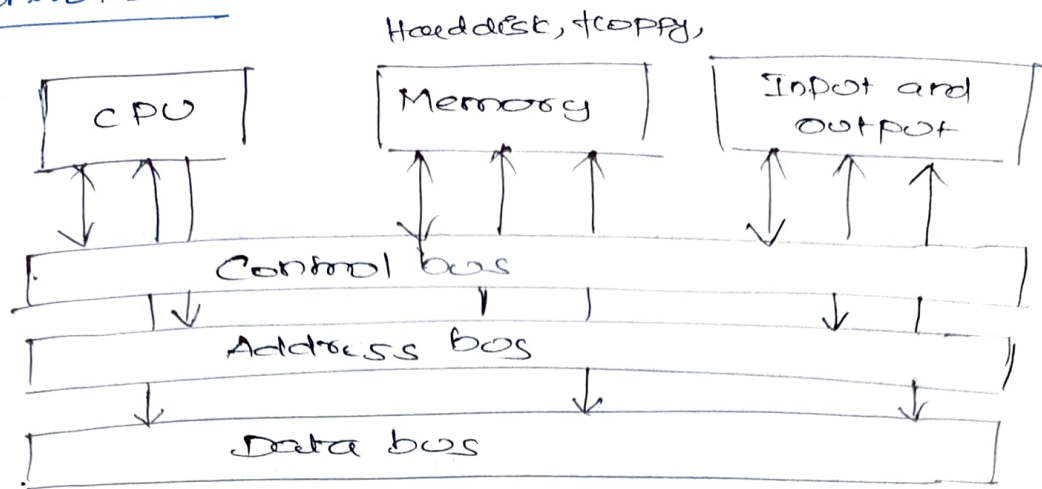 Harddisk, floppy,
CPU
Memory
Input and
output
Control bus
Address bus
Data bus